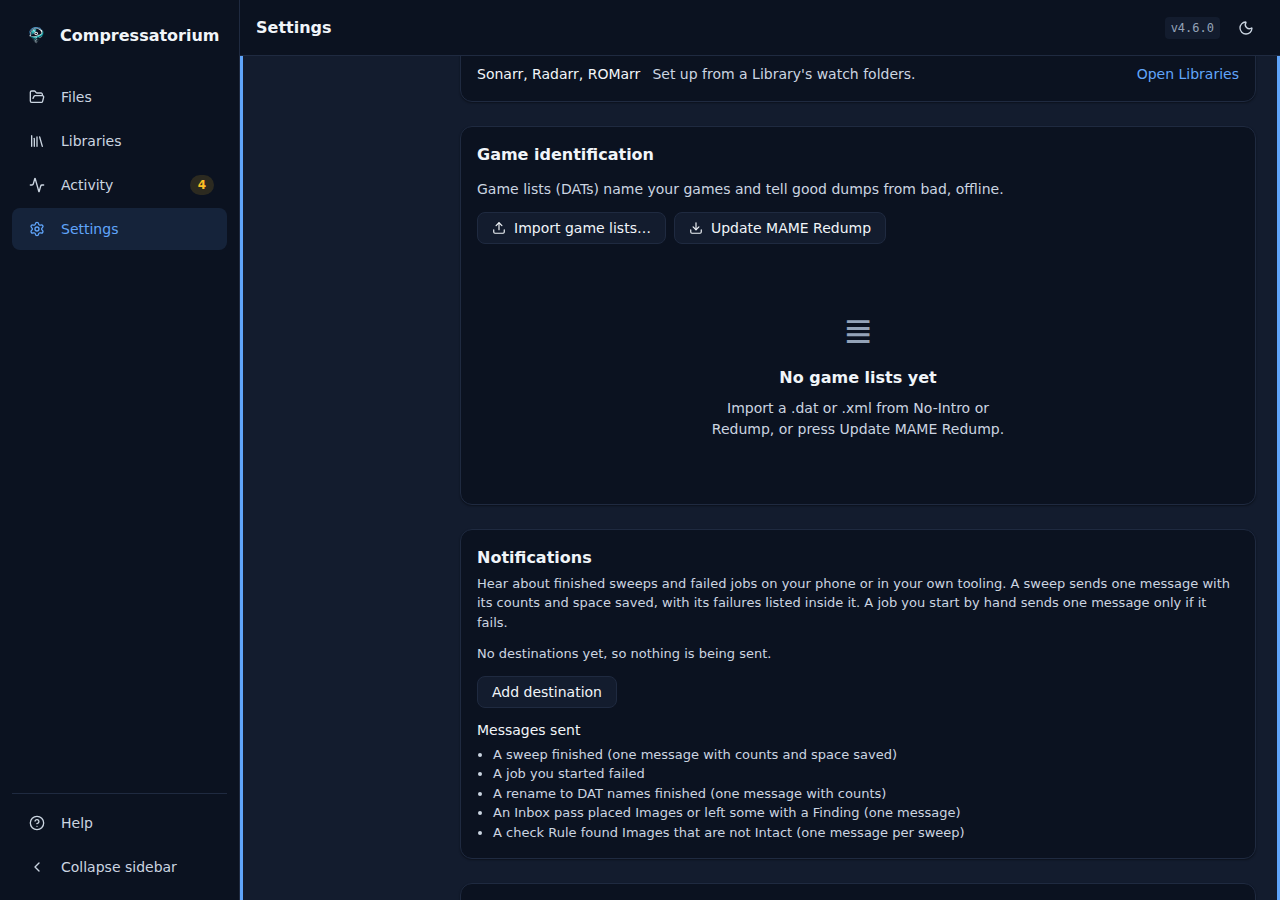 Compressatorium
Settings
v4.6.0
Files
Libraries
Activity
4
Settings
Help
Collapse sidebar
Sonarr, Radarr, ROMarr Set up from a Library's watch folders. Open Libraries
Game identification
Game lists (DATs) name your games and tell good dumps from bad, offline.
Import game lists… Update MAME Redump
No game lists yet
Import a .dat or .xml from No-Intro or
Redump, or press Update MAME Redump.
Notifications
Hear about finished sweeps and failed jobs on your phone or in your own tooling. A sweep sends one message with
its counts and space saved, with its failures listed inside it. A job you start by hand sends one message only if it
fails.
No destinations yet, so nothing is being sent.
Add destination
Messages sent
• A sweep finished (one message with counts and space saved)
• A job you started failed
• A rename to DAT names finished (one message with counts)
• An Inbox pass placed Images or left some with a Finding (one message)
• A check Rule found Images that are not Intact (one message per sweep)